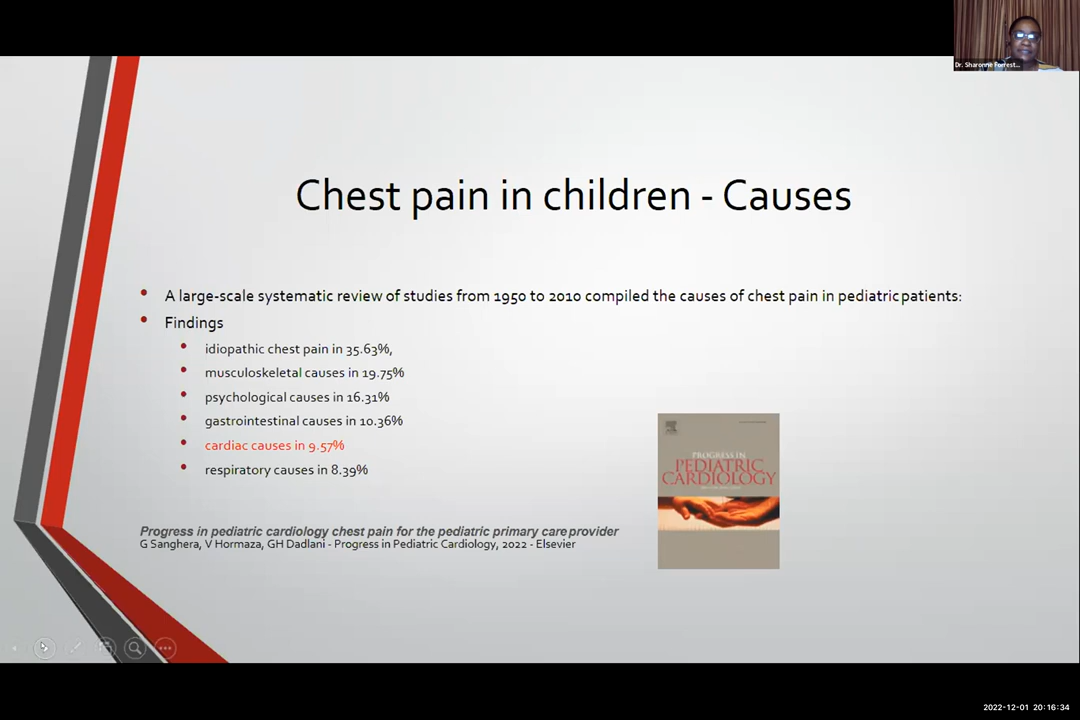 Dr. Sharonne Forrest...
Chest pain in children - Causes
A large-scale systematic review of studies from 1950 to 2010 compiled the causes of chest pain in pediatric patients:
Findings
idiopathic chest pain in 35.63%,
musculoskeletal causes in 19.75%
psychological causes in 16.31%
gastrointestinal causes in 10.36%
cardiac causes in 9.57%
respiratory causes in 8.39%
PROGRESS IN
PEDIATRIC
CARDIOLOGY
Progress in pediatric cardiology chest pain for the pediatric primary care provider
G Sanghera, V Hormaza, GH Dadlani - Progress in Pediatric Cardiology, 2022 - Elsevier
2022-12-01 20:16:34